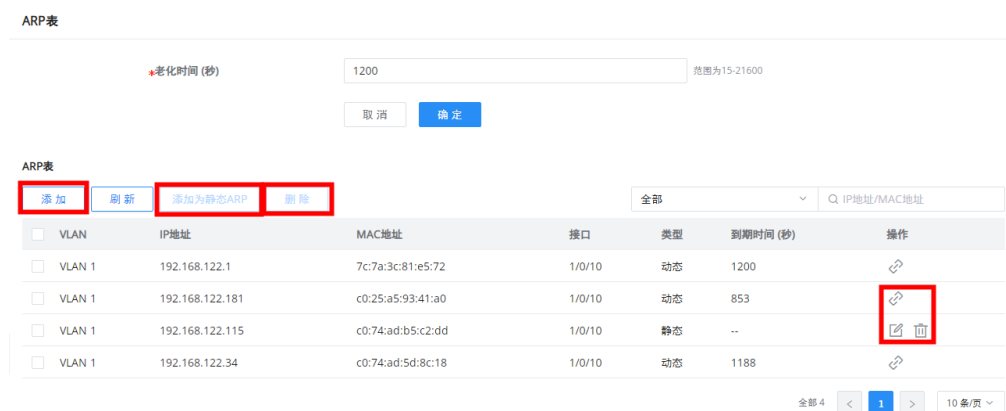 ARP表
*老化时间 (秒) 1200 范围为15-21600
取 消 确 定
ARP表
添 加 刷 新 添加为静态ARP 删 除 全部 IP地址/MAC地址
VLAN IP地址 MAC地址 接口 类型 到期时间 (秒) 操作
VLAN 1 192.168.122.1 7c:7a:3c:81:e5:72 1/0/10 动态 1200
VLAN 1 192.168.122.181 c0:25:a5:93:41:a0 1/0/10 动态 853
VLAN 1 192.168.122.115 c0:74:ad:b5:c2:dd 1/0/10 静态 --
VLAN 1 192.168.122.34 c0:74:ad:5d:8c:18 1/0/10 动态 1188
全部 4 < 1 > 10 条/页